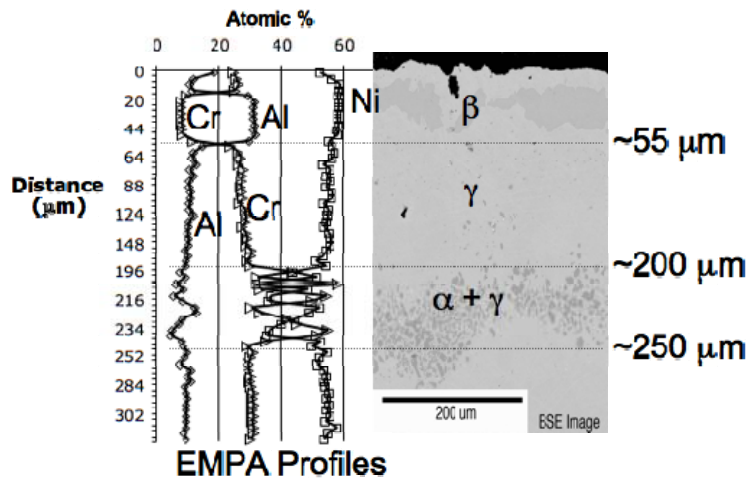 Atomic %
0 20 40 60
0
20
44
64
88
124
148
196
216
234
252
284
302
Distance
(μm)
Cr
Al
Ni
Al
Cr
β
γ
α + γ
~55 μm
~200 μm
~250 μm
200 um
BSE Image
EMPA Profiles